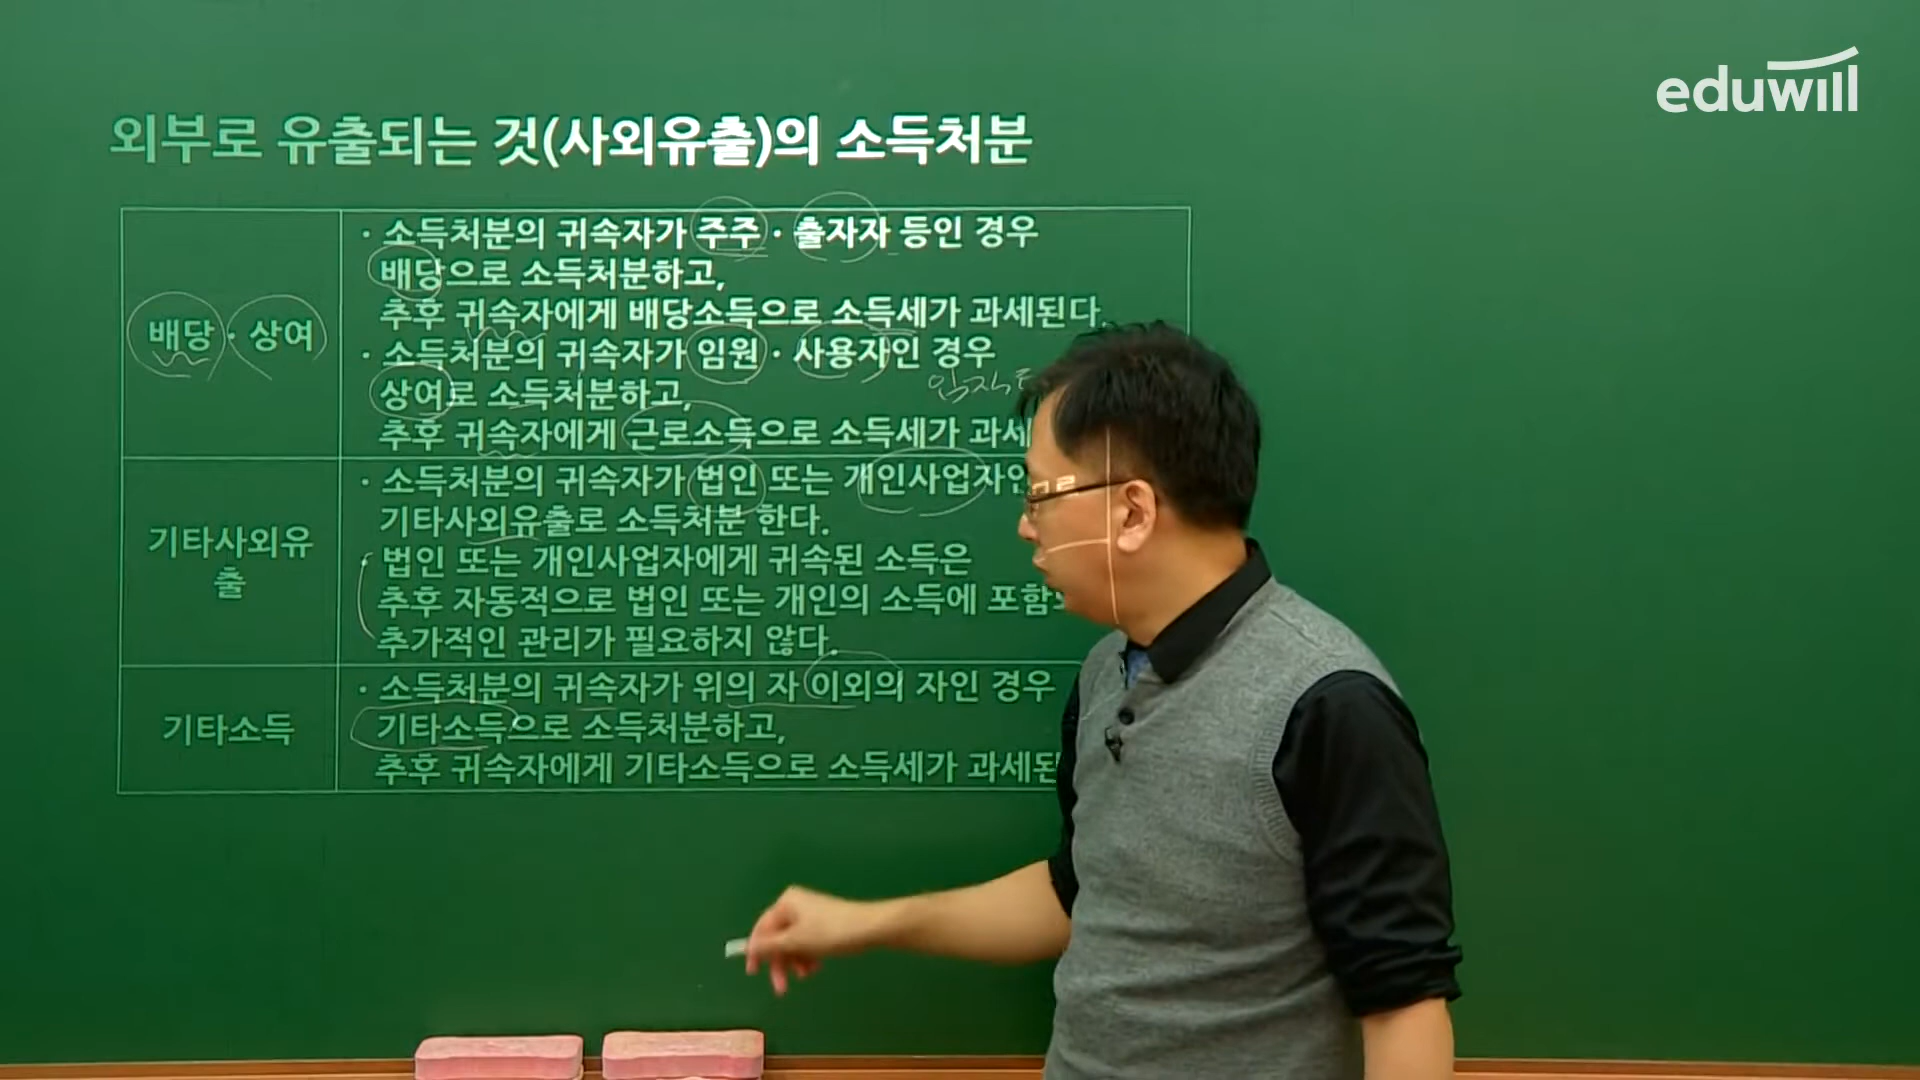 eduwill
외부로 유출되는 것(사외유출)의 소득처분
배당 · 상여
· 소득처분의 귀속자가 주주 · 출자자 등인 경우
배당으로 소득처분하고,
추후 귀속자에게 배당소득으로 소득세가 과세된다.
· 소득처분의 귀속자가 임원 · 사용자인 경우
상여로 소득처분하고,
추후 귀속자에게 근로소득으로 소득세가 과세
기타사외유
출
· 소득처분의 귀속자가 법인 또는 개인사업자인
기타사외유출로 소득처분 한다.
· 법인 또는 개인사업자에게 귀속된 소득은
추후 자동적으로 법인 또는 개인의 소득에 포함
추가적인 관리가 필요하지 않다.
기타소득
· 소득처분의 귀속자가 위의 자 이외의 자인 경우
기타소득으로 소득처분하고,
추후 귀속자에게 기타소득으로 소득세가 과세된